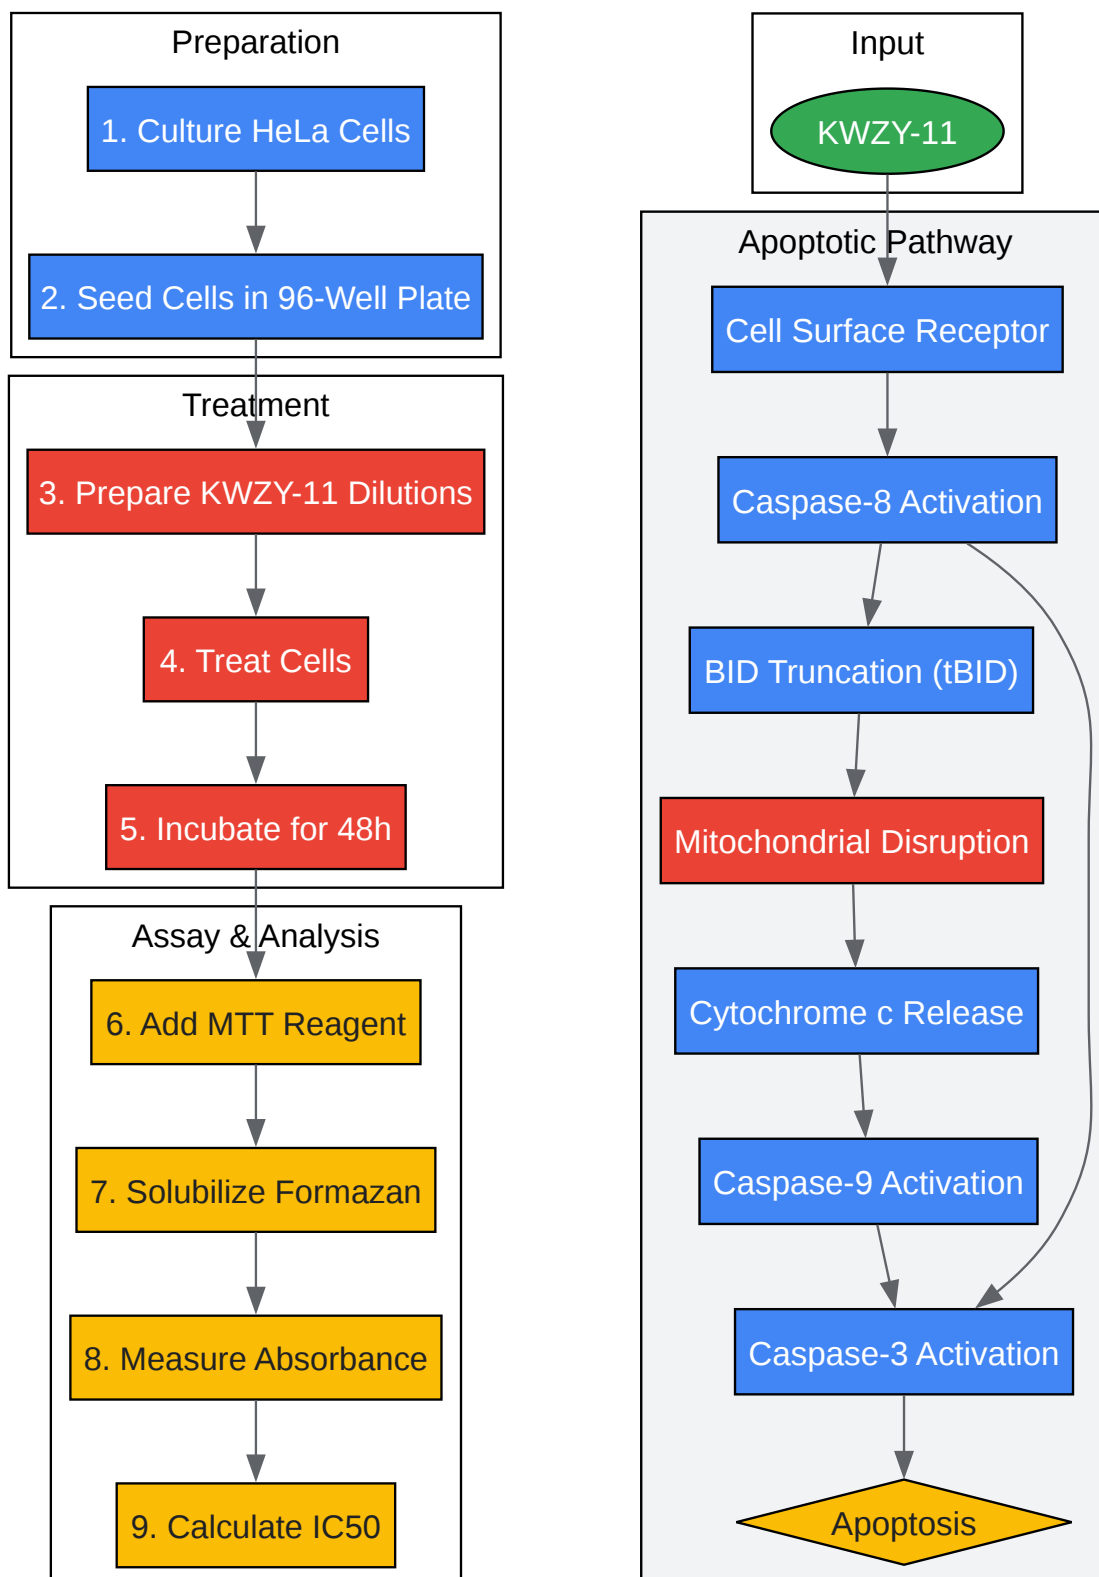 Preparation
1. Culture HeLa Cells
2. Seed Cells in 96-Well Plate
Treatment
3. Prepare KWZY-11 Dilutions
4. Treat Cells
5. Incubate for 48h
Assay & Analysis
6. Add MTT Reagent
7. Solubilize Formazan
8. Measure Absorbance
9. Calculate IC50
Input
KWZY-11
Apoptotic Pathway
Cell Surface Receptor
Caspase-8 Activation
BID Truncation (tBID)
Mitochondrial Disruption
Cytochrome c Release
Caspase-9 Activation
Caspase-3 Activation
Apoptosis